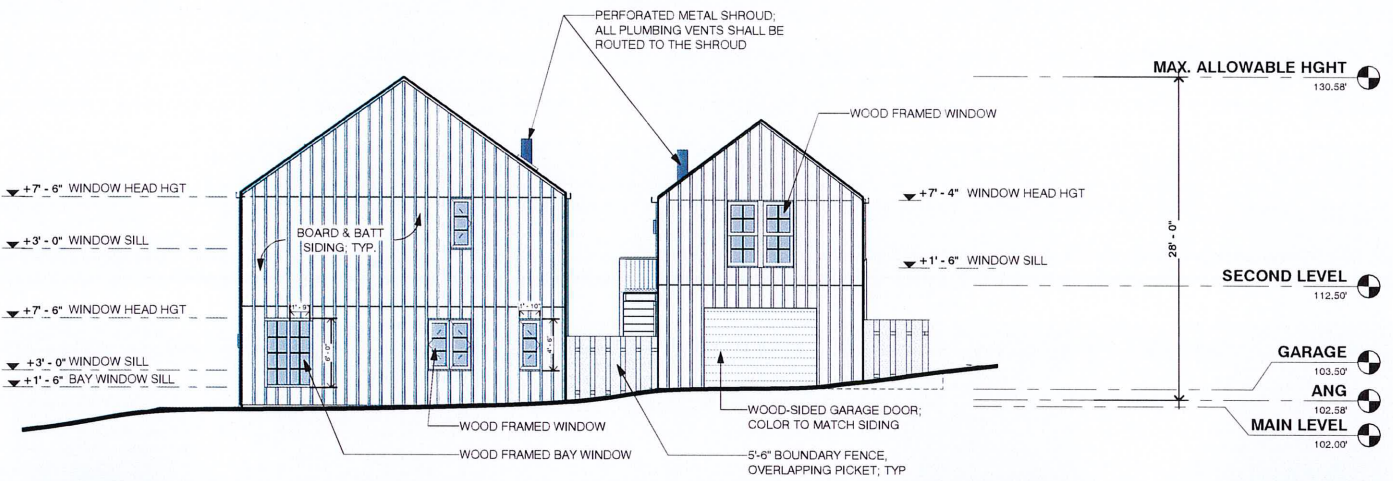 PERFORATED METAL SHROUD;
ALL PLUMBING VENTS SHALL BE
ROUTED TO THE SHROUD
MAX. ALLOWABLE HGHT
130.58'
WOOD FRAMED WINDOW
+7' - 6" WINDOW HEAD HGT
+7' - 4" WINDOW HEAD HGT
BOARD & BATT
SIDING; TYP.
+3' - 0" WINDOW SILL
28' - 0"
+1' - 6" WINDOW SILL
SECOND LEVEL
112.50'
+7' - 6" WINDOW HEAD HGT
1' - 9"
1' - 10"
6' - 0"
4' - 6"
+3' - 0" WINDOW SILL
+1' - 6" BAY WINDOW SILL
GARAGE
103.50'
ANG
102.58'
MAIN LEVEL
102.00'
WOOD-SIDED GARAGE DOOR;
COLOR TO MATCH SIDING
WOOD FRAMED WINDOW
WOOD FRAMED BAY WINDOW
5'-6" BOUNDARY FENCE,
OVERLAPPING PICKET; TYP